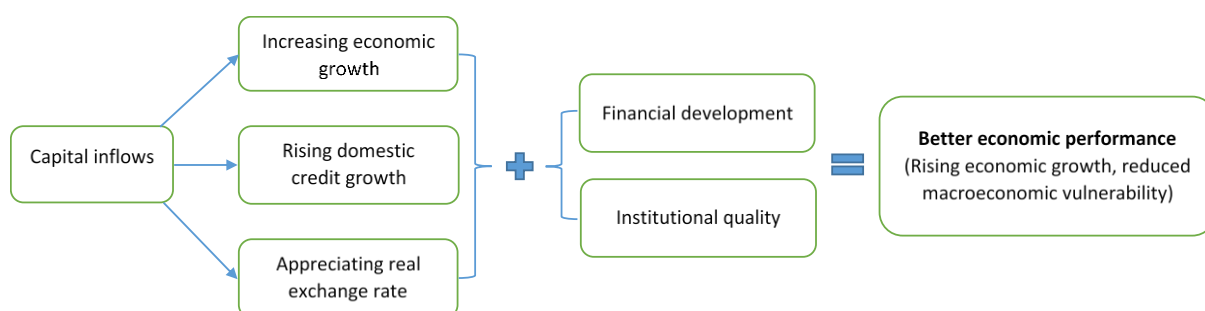 Capital inflows
Increasing economic
growth
Rising domestic
credit growth
Appreciating real
exchange rate
Financial development
Institutional quality
Better economic performance
(Rising economic growth, reduced
macroeconomic vulnerability)